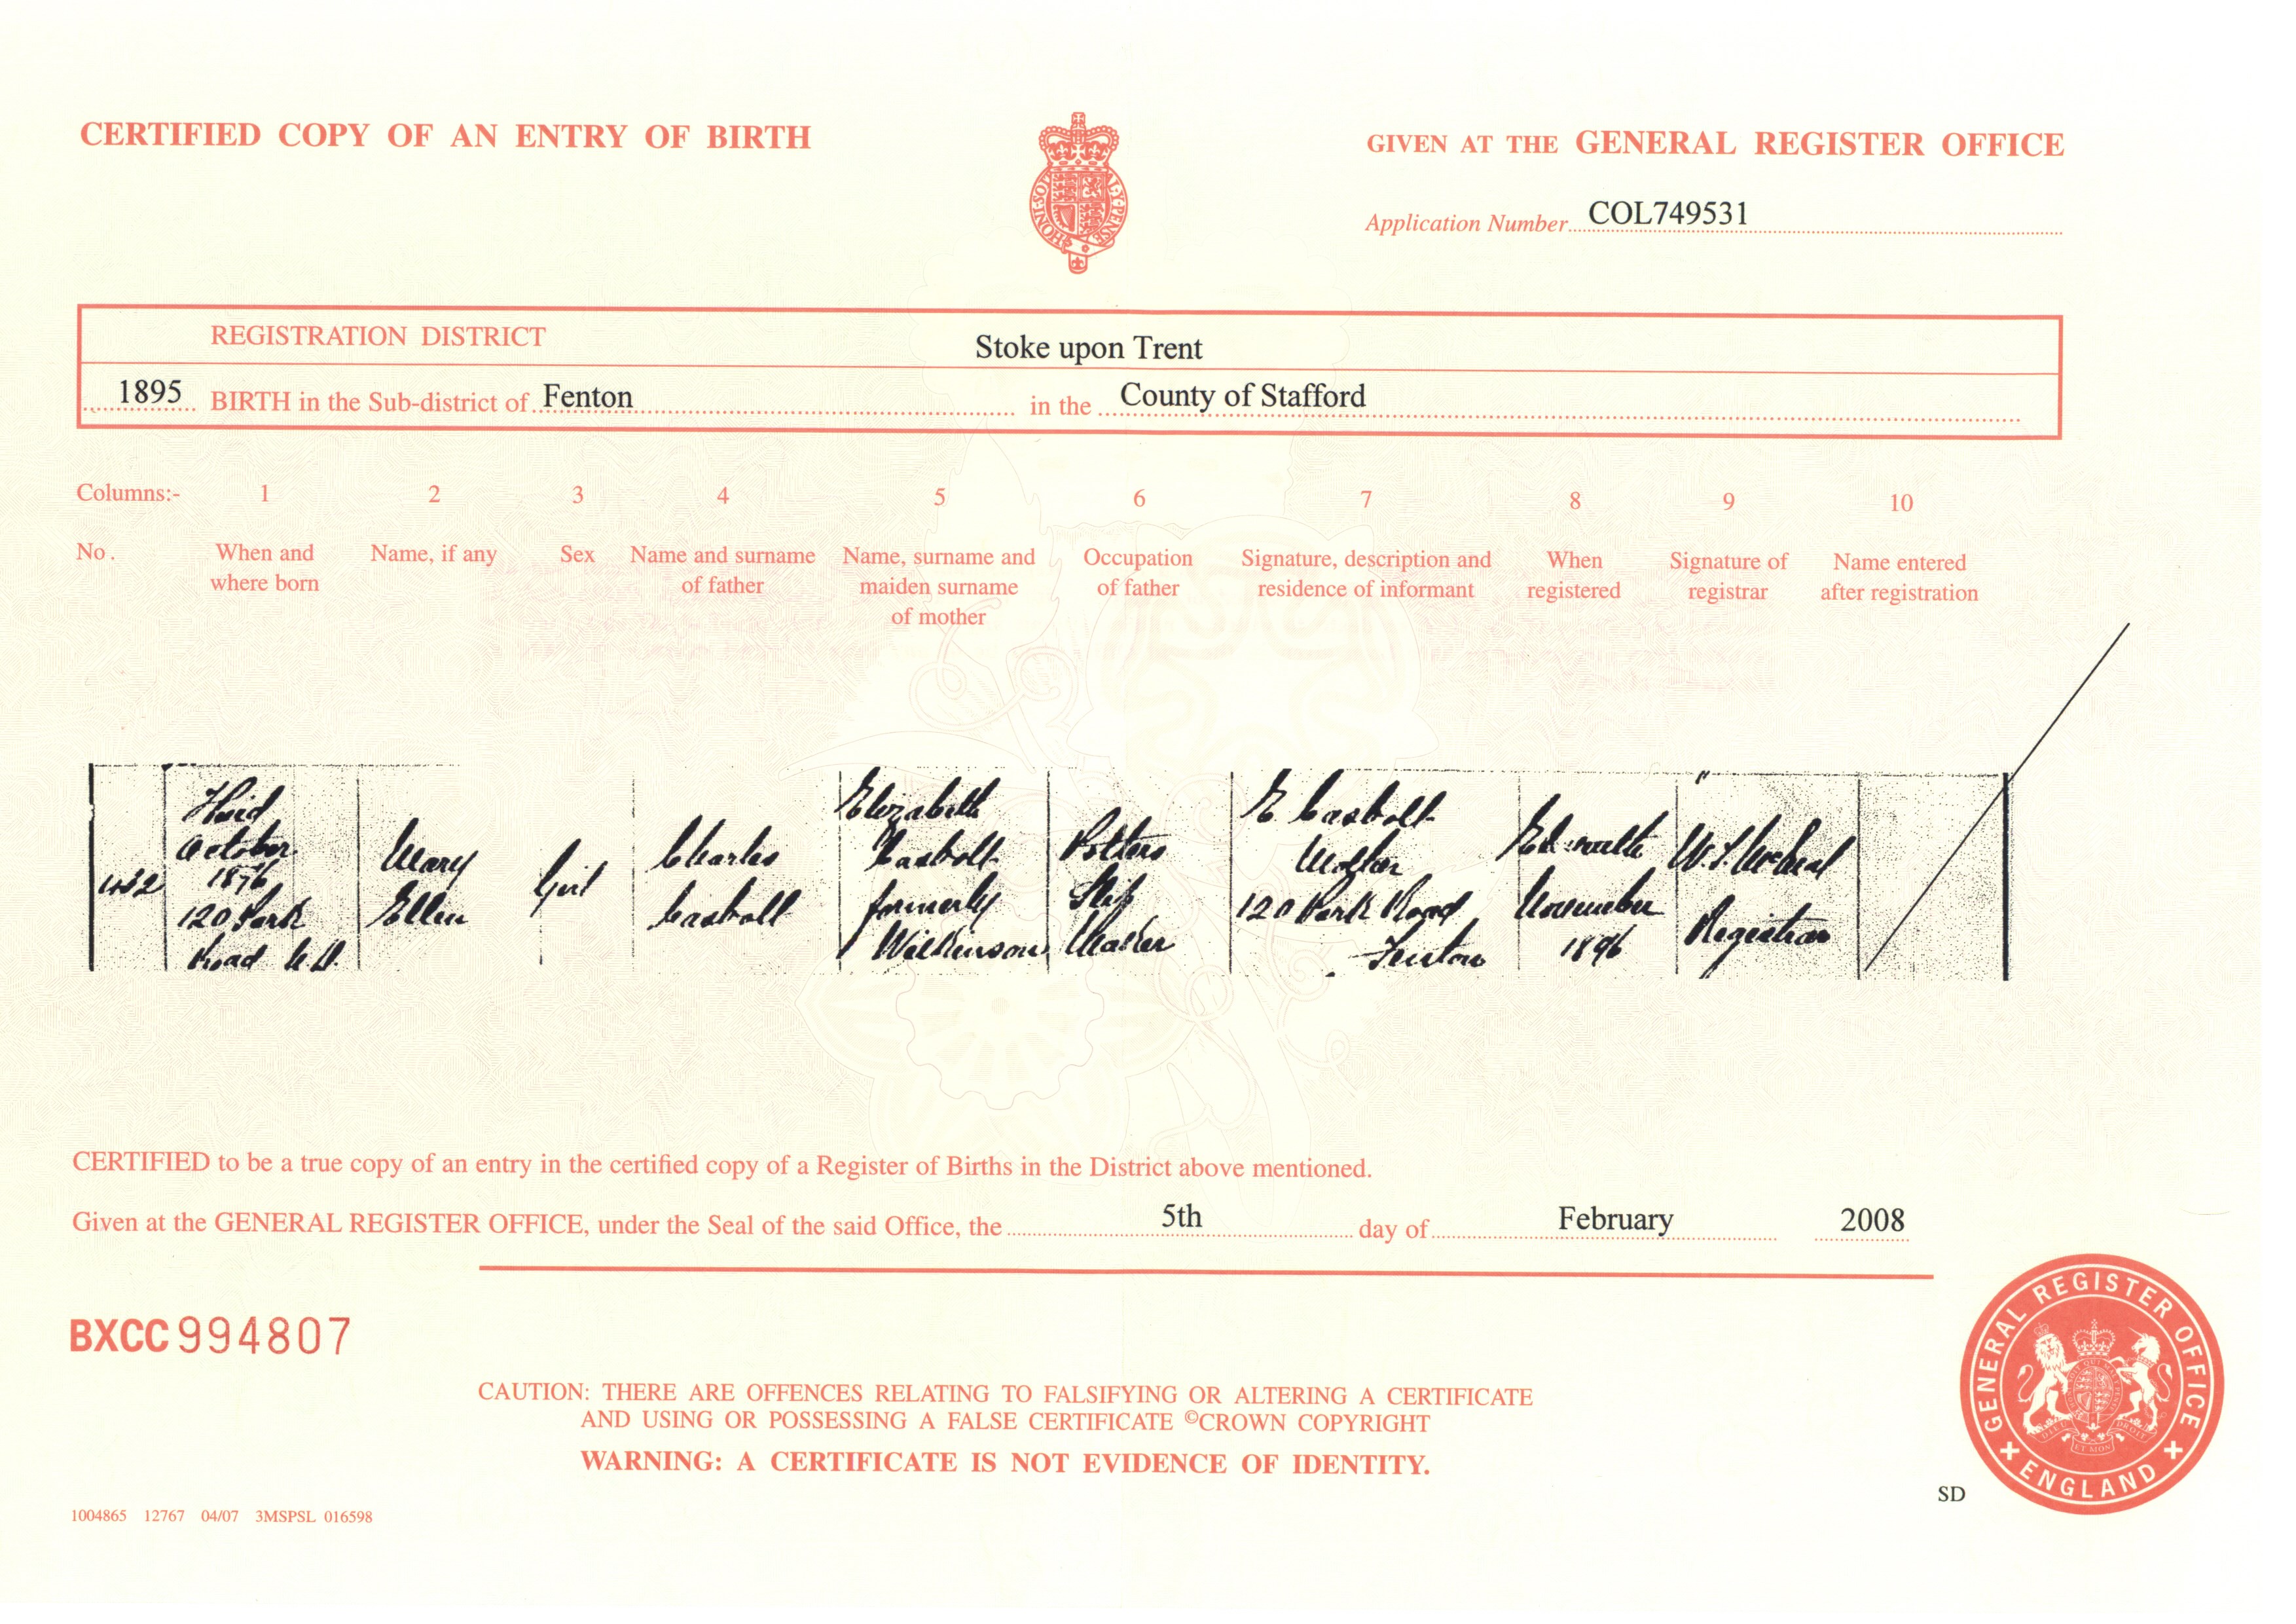 CERTIFIED COPY OF AN ENTRY OF BIRTH
GIVEN AT THE GENERAL REGISTER OFFICE
Application Number COL749531
REGISTRATION DISTRICT Stoke upon Trent
1895 BIRTH in the Sub-district of Fenton in the County of Stafford
Columns:- 1 2 3 4 5 6 7 8 9 10
No. When and where born
Name, if any
Sex
Name and surname of father
Name, surname and maiden surname of mother
Occupation of father
Signature, description and residence of informant
When registered
Signature of registrar
Name entered after registration
432
Third
October
120 Park
Road
Mary
Ellen
Girl
Charles
Elizabeth
formerly
Wilkinson
Potters
Slip
Maker
E.
Mother
120 Park Road
Fenton
November
1896
Registrar
CERTIFIED to be a true copy of an entry in the certified copy of a Register of Births in the District above mentioned.
Given at the GENERAL REGISTER OFFICE, under the Seal of the said Office, the 5th day of February 2008
BXCC 994807
CAUTION: THERE ARE OFFENCES RELATING TO FALSIFYING OR ALTERING A CERTIFICATE
AND USING OR POSSESSING A FALSE CERTIFICATE ©CROWN COPYRIGHT
WARNING: A CERTIFICATE IS NOT EVIDENCE OF IDENTITY.
GENERAL REGISTER OFFICE
ENGLAND
SD
1004865 12767 04/07 3MSPSL 016598